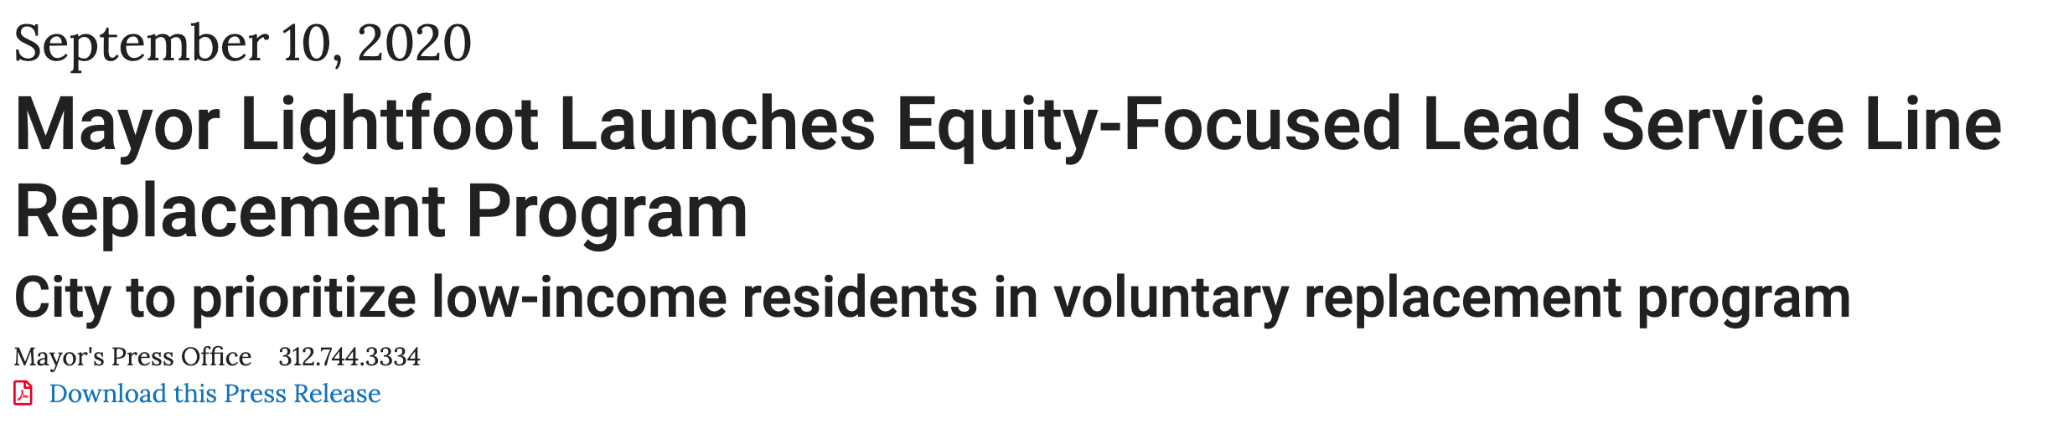 September 10, 2020
Mayor Lightfoot Launches Equity-Focused Lead Service Line
Replacement Program
City to prioritize low-income residents in voluntary replacement program
Mayor's Press Office 312.744.3334
Download this Press Release